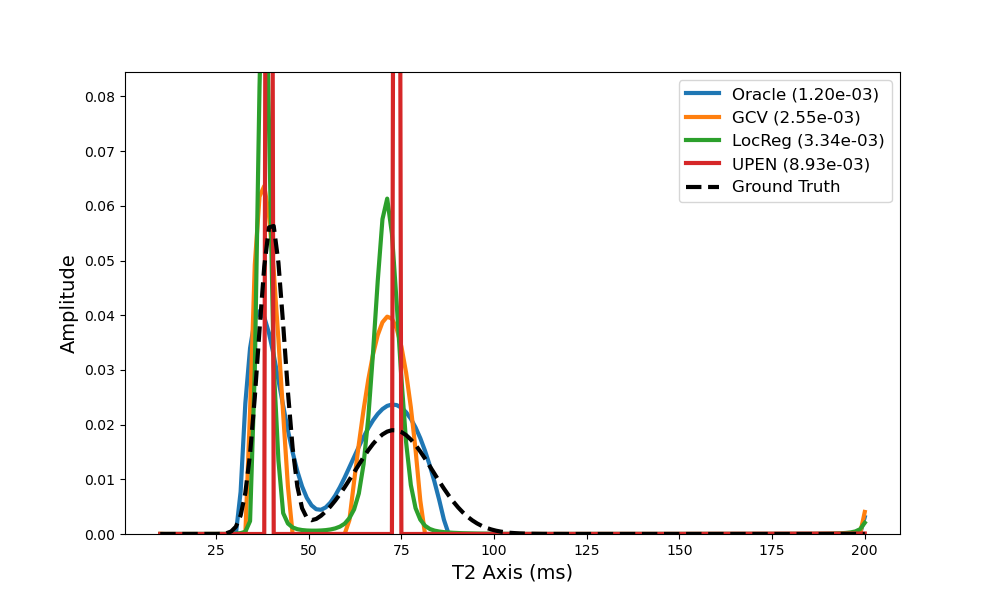 Oracle (1.20e-03)
GCV (2.55e-03)
LocReg (3.34e-03)
UPEN (8.93e-03)
Ground Truth
Amplitude
0.08
0.07
0.06
0.05
0.04
0.03
0.02
0.01
0.00
25 50 75 100 125 150 175 200
T2 Axis (ms)